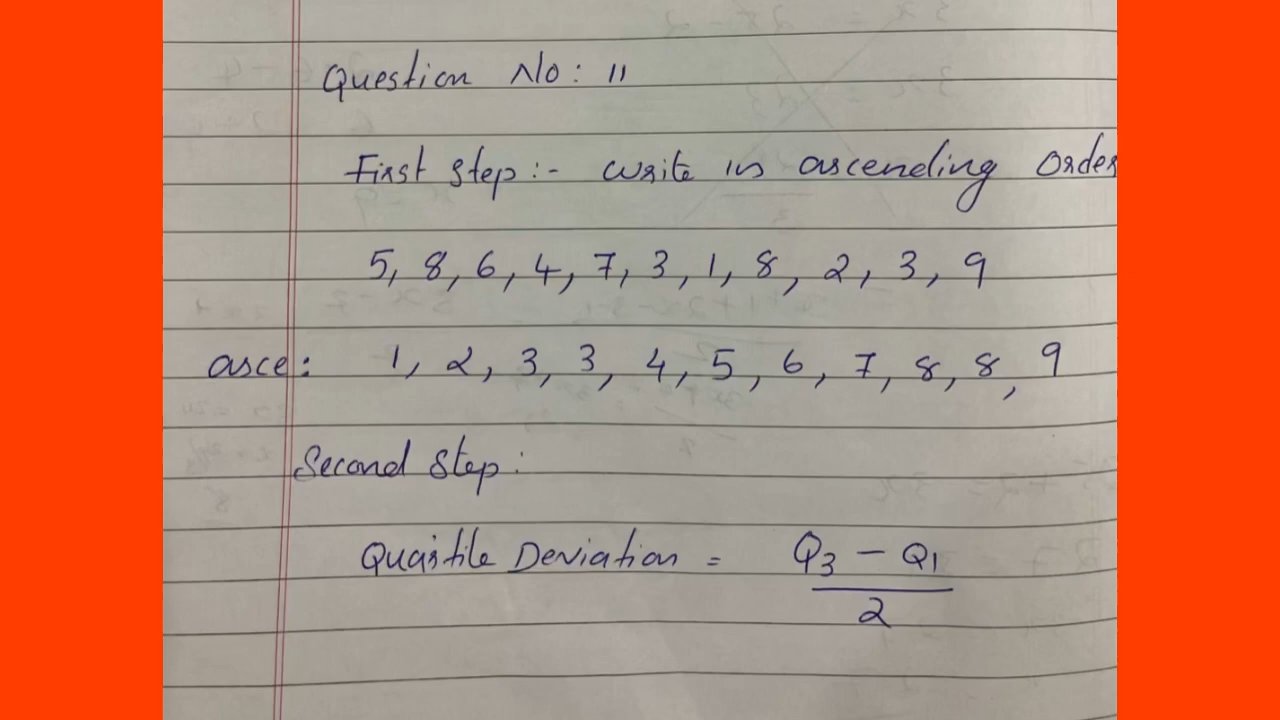 Question No: 11
First Step:- Write in ascending Order
5, 8, 6, 4, 7, 3, 1, 8, 2, 3, 9
asce: 1, 2, 3, 3, 4, 5, 6, 7, 8, 8, 9
Second Step:
Quartile Deviation = Q3 - Q1
2